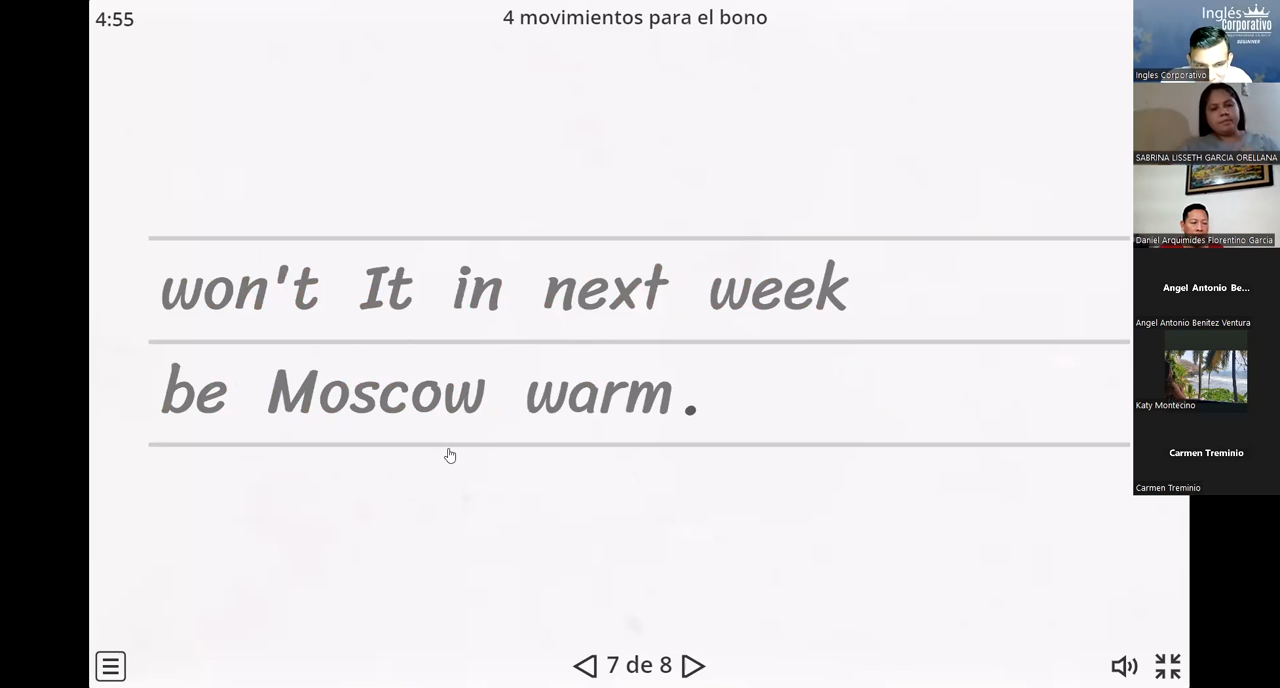 4:55
4 movimientos para el bono
won't It in next week
be Moscow warm.
7 de 8
Inglés
Corporativo
BEGINNER
Ingles Corporativo
SABRINA LISSETH GARCIA ORELLANA
Daniel Arquimides Florentino Garcia
Angel Antonio Be...
Angel Antonio Benitez Ventura
Katy Montecino
Carmen Treminio
Carmen Treminio